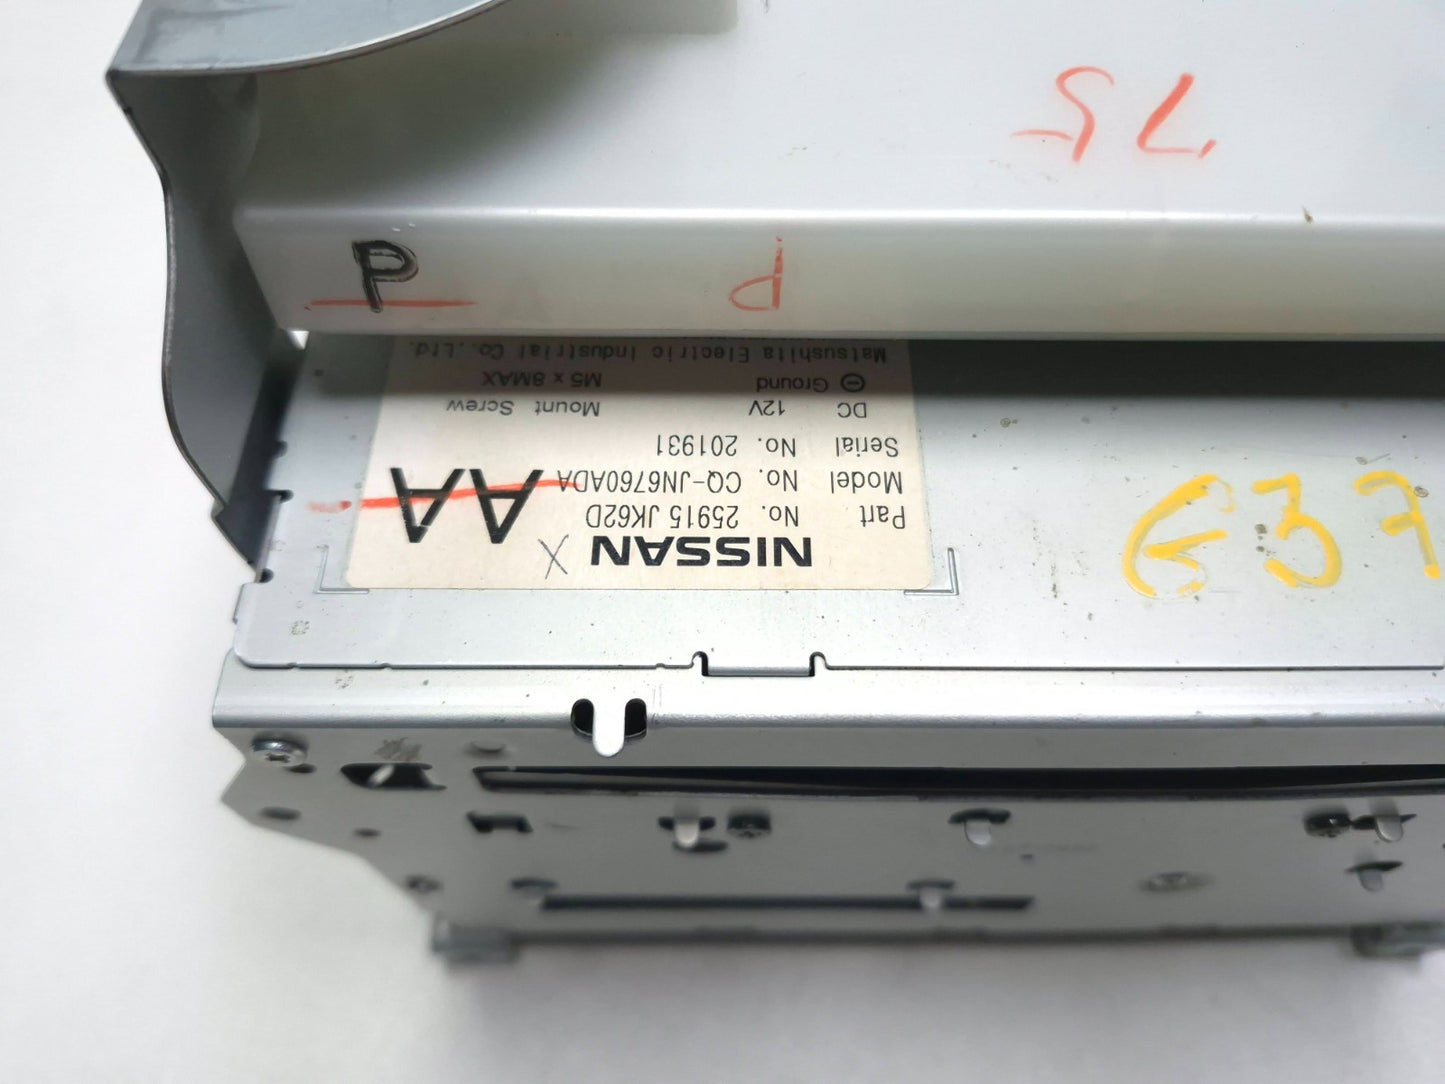 75
P
P
NISSAN X
Part No. 25915 JK62D
AA
Model No. CQ-JN6760ADA
Serial No. 201931
DC 12V Mount Screw
⊖ Ground M5 x 8MAX
Matsushita Electric Industrial Co.,Ltd.
G37